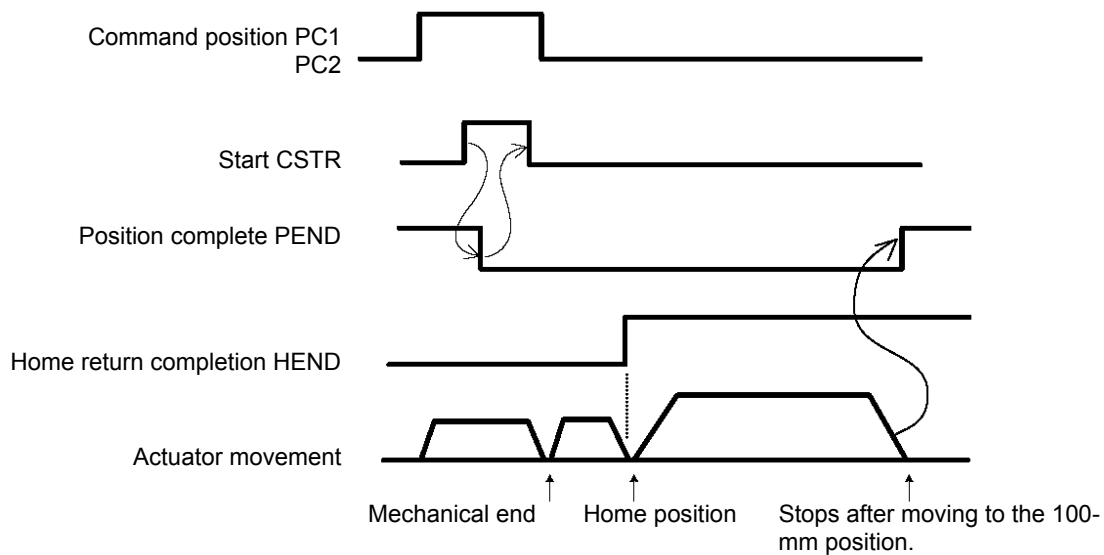 Command position PC1
PC2
Start CSTR
Position complete PEND
Home return completion HEND
Actuator movement
Mechanical end
Home position
Stops after moving to the 100-
mm position.